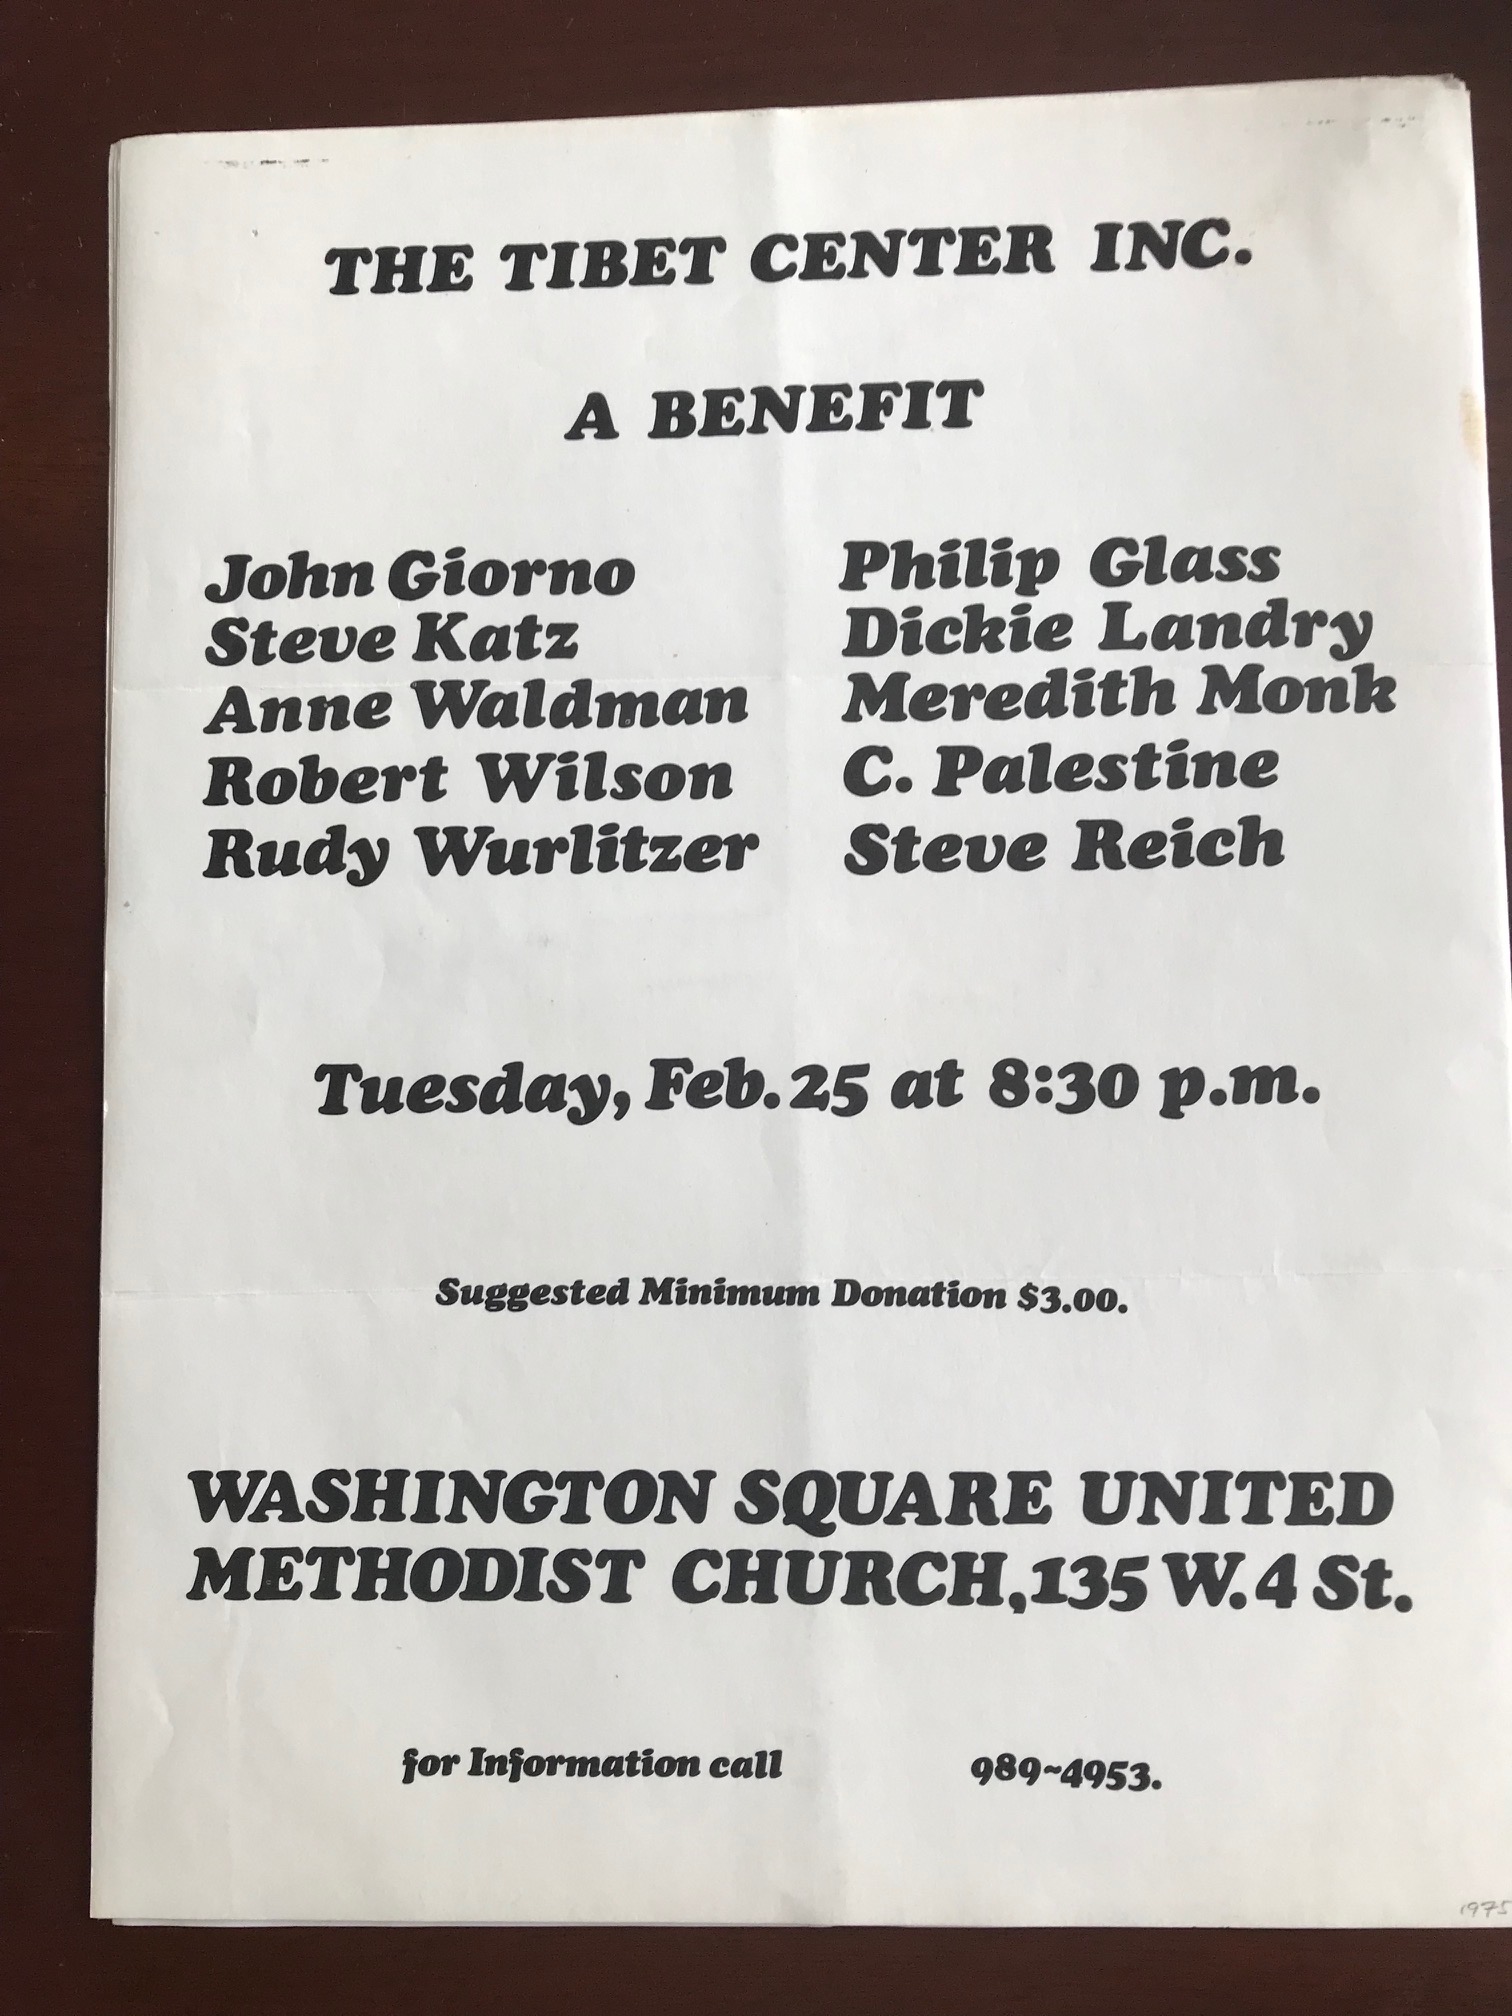 THE TIBET CENTER INC.
A BENEFIT
John Giorno
Steve Katz
Anne Waldman
Robert Wilson
Rudy Wurlitzer
Philip Glass
Dickie Landry
Meredith Monk
C. Palestine
Steve Reich
Tuesday, Feb. 25 at 8:30 p.m.
Suggested Minimum Donation $3.00.
WASHINGTON SQUARE UNITED
METHODIST CHURCH, 135 W. 4 St.
for Information call 989~4953.
1975